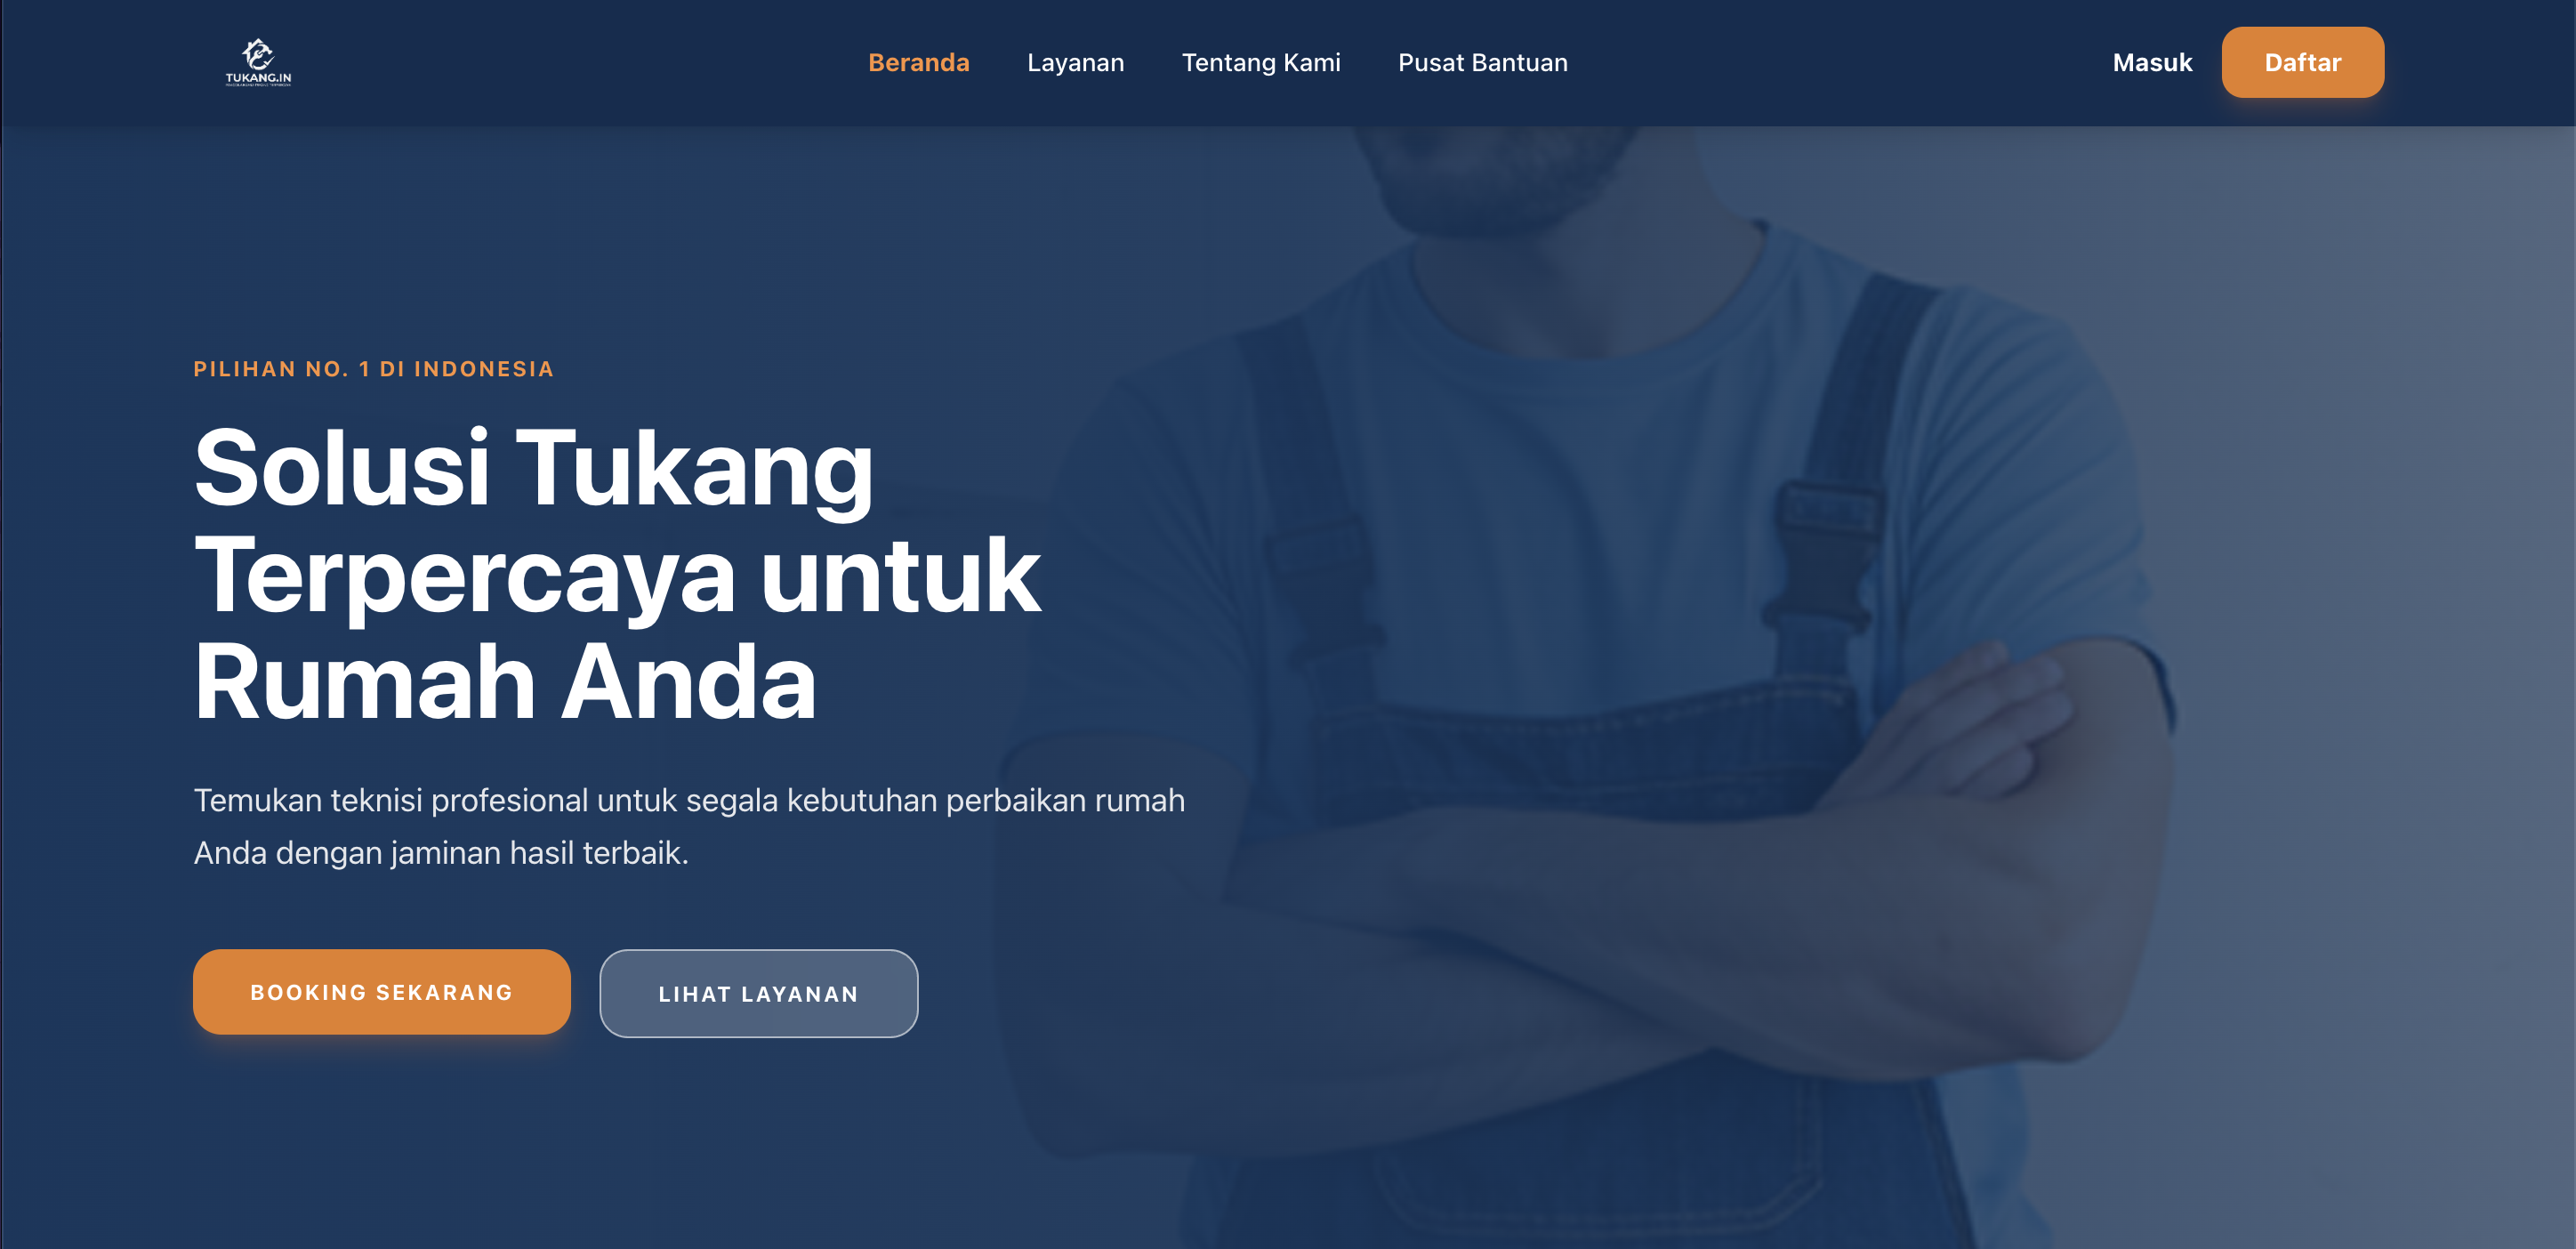 TUKANG.IN
Beranda
Layanan
Tentang Kami
Pusat Bantuan
Masuk
Daftar
PILIHAN NO. 1 DI INDONESIA
Solusi Tukang
Terpercaya untuk
Rumah Anda
Temukan teknisi profesional untuk segala kebutuhan perbaikan rumah
Anda dengan jaminan hasil terbaik.
BOOKING SEKARANG
LIHAT LAYANAN